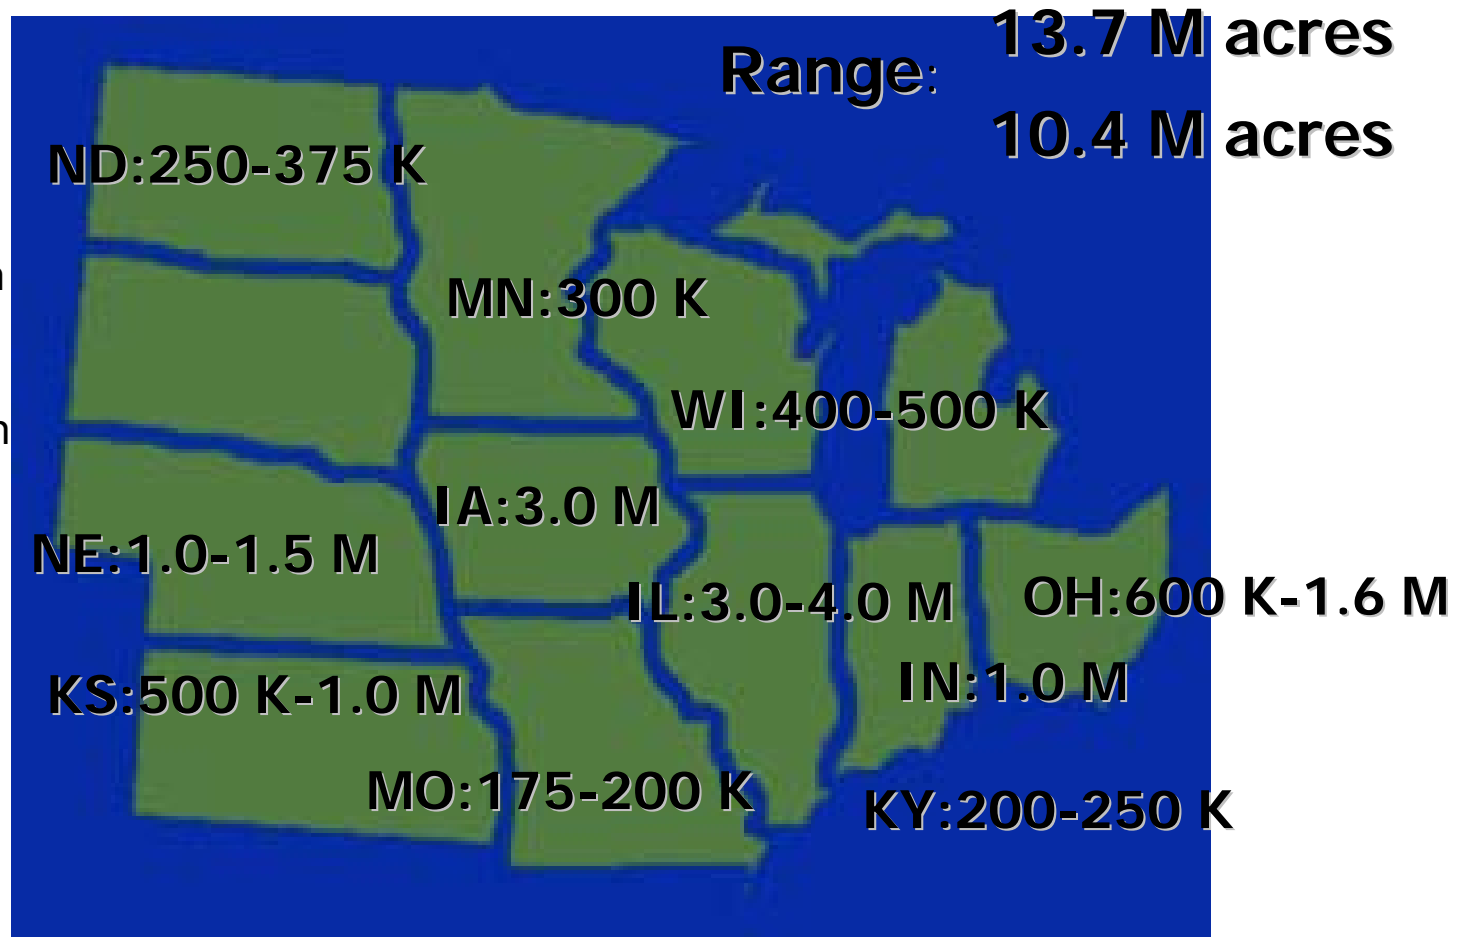 13.7 M acres
Range:
10.4 M acres
ND:250-375 K
MN:300 K
WI:400-500 K
IA:3.0 M
NE:1.0-1.5 M
IL:3.0-4.0 M
OH:600 K-1.6 M
IN:1.0 M
KS:500 K-1.0 M
MO:175-200 K
KY:200-250 K